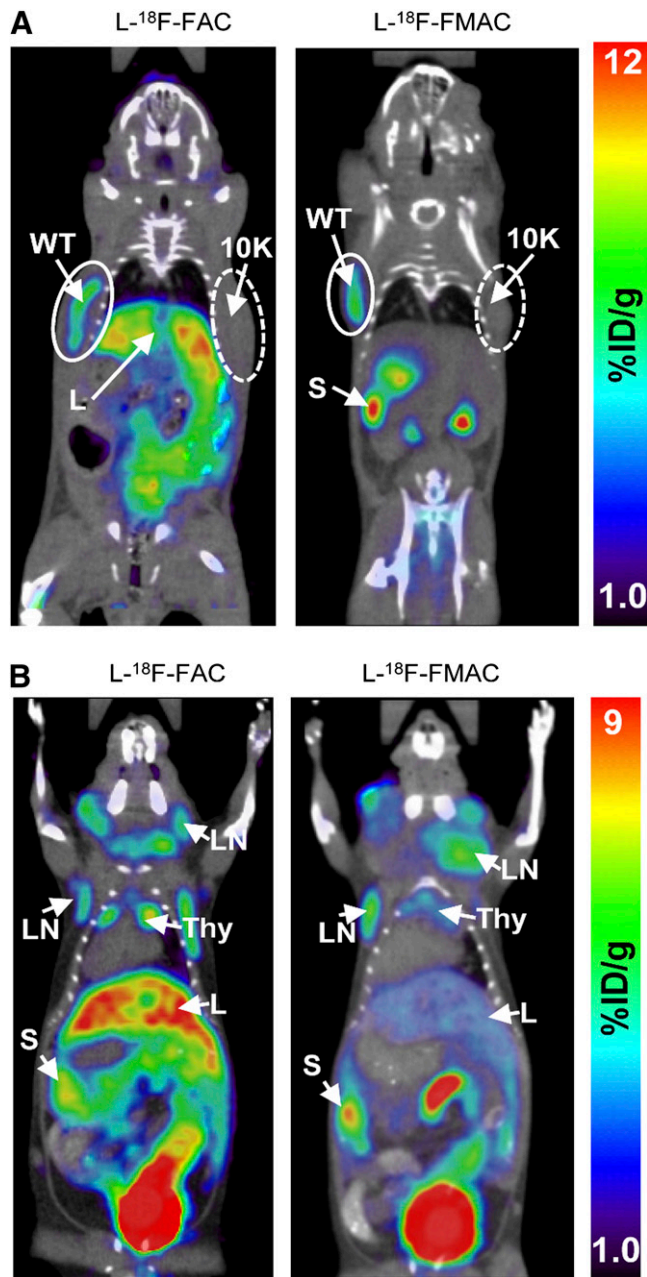 A
L-¹⁸F-FAC
L-¹⁸F-FMAC
12
WT
10K
WT
10K
L
S
%ID/g
1.0
B
L-¹⁸F-FAC
L-¹⁸F-FMAC
9
LN
LN
LN
Thy
LN
Thy
L
L
S
S
%ID/g
1.0